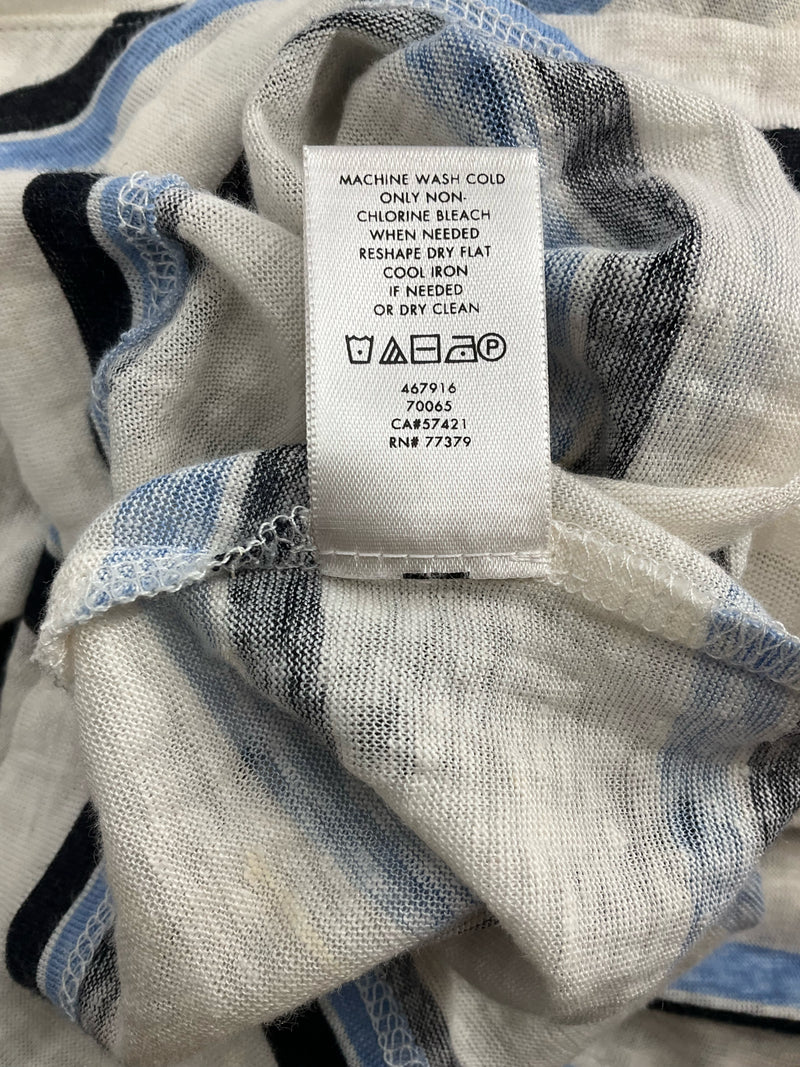 MACHINE WASH COLD
ONLY NON-
CHLORINE BLEACH
WHEN NEEDED
RESHAPE DRY FLAT
COOL IRON
IF NEEDED
OR DRY CLEAN
P
467916
70065
CA#57421
RN# 77379